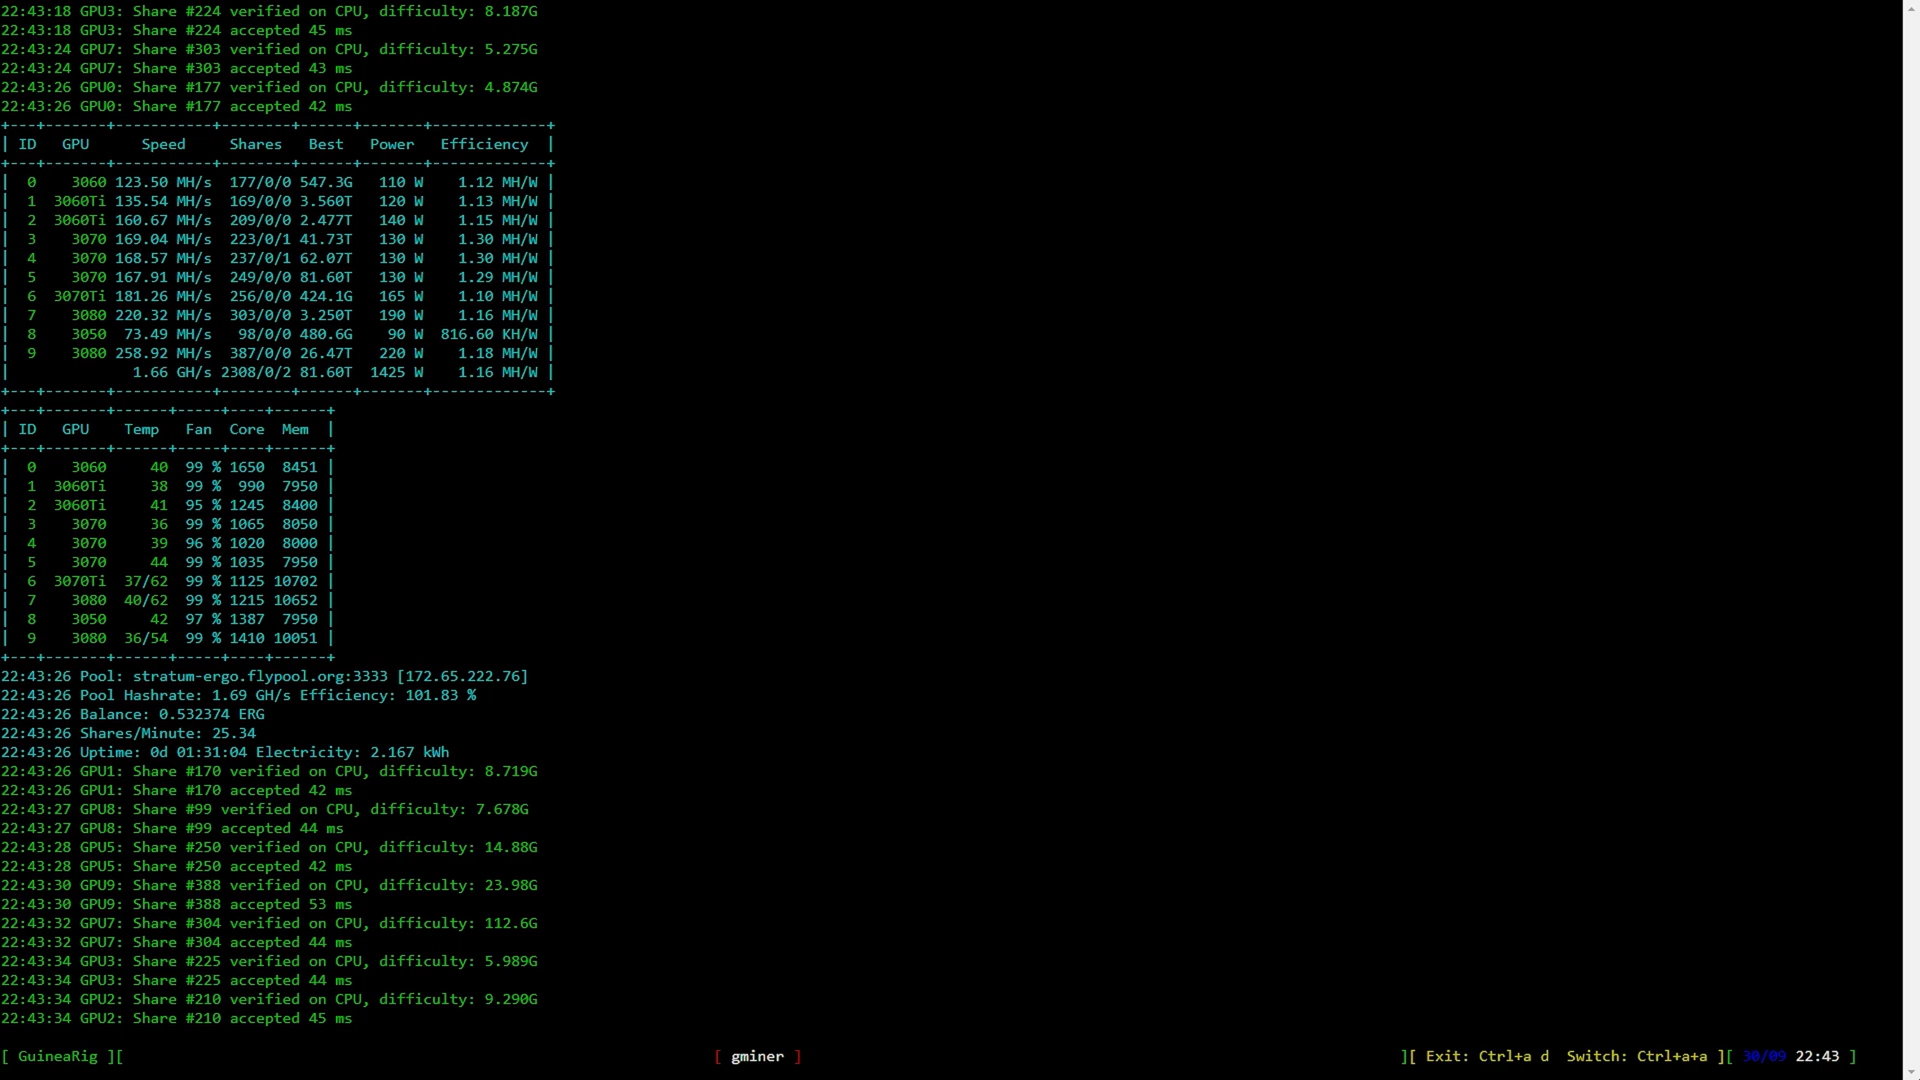 22:43:18 GPU3: Share #224 verified on CPU, difficulty: 8.187G
22:43:18 GPU3: Share #224 accepted 45 ms
22:43:24 GPU7: Share #303 verified on CPU, difficulty: 5.275G
22:43:24 GPU7: Share #303 accepted 43 ms
22:43:26 GPU0: Share #177 verified on CPU, difficulty: 4.874G
22:43:26 GPU0: Share #177 accepted 42 ms
+---+-------+-----------+--------+------+-------+-------------+
| ID   GPU      Speed     Shares   Best   Power   Efficiency  |
+---+-------+-----------+--------+------+-------+-------------+
|  0    3060 123.50 MH/s  177/0/0 547.3G   110 W    1.12 MH/W |
|  1  3060Ti 135.54 MH/s  169/0/0 3.560T   120 W    1.13 MH/W |
|  2  3060Ti 160.67 MH/s  209/0/0 2.477T   140 W    1.15 MH/W |
|  3    3070 169.04 MH/s  223/0/1 41.73T   130 W    1.30 MH/W |
|  4    3070 168.57 MH/s  237/0/1 62.07T   130 W    1.30 MH/W |
|  5    3070 167.91 MH/s  249/0/0 81.60T   130 W    1.29 MH/W |
|  6  3070Ti 181.26 MH/s  256/0/0 424.1G   165 W    1.10 MH/W |
|  7    3080 220.32 MH/s  303/0/0 3.250T   190 W    1.16 MH/W |
|  8    3050  73.49 MH/s   98/0/0 480.6G    90 W  816.60 KH/W |
|  9    3080 258.92 MH/s  387/0/0 26.47T   220 W    1.18 MH/W |
|              1.66 GH/s 2308/0/2 81.60T  1425 W    1.16 MH/W |
+---+-------+-----------+--------+------+-------+-------------+
+---+-------+------+-----+----+------+
| ID   GPU    Temp   Fan  Core  Mem  |
+---+-------+------+-----+----+------+
|  0    3060     40  99 % 1650  8451 |
|  1  3060Ti     38  99 %  990  7950 |
|  2  3060Ti     41  95 % 1245  8400 |
|  3    3070     36  99 % 1065  8050 |
|  4    3070     39  96 % 1020  8000 |
|  5    3070     44  99 % 1035  7950 |
|  6  3070Ti  37/62  99 % 1125 10702 |
|  7    3080  40/62  99 % 1215 10652 |
|  8    3050     42  97 % 1387  7950 |
|  9    3080  36/54  99 % 1410 10051 |
+---+-------+------+-----+----+------+
22:43:26 Pool: stratum-ergo.flypool.org:3333 [172.65.222.76]
22:43:26 Pool Hashrate: 1.69 GH/s Efficiency: 101.83 %
22:43:26 Balance: 0.532374 ERG
22:43:26 Shares/Minute: 25.34
22:43:26 Uptime: 0d 01:31:04 Electricity: 2.167 kWh
22:43:26 GPU1: Share #170 verified on CPU, difficulty: 8.719G
22:43:26 GPU1: Share #170 accepted 42 ms
22:43:27 GPU8: Share #99 verified on CPU, difficulty: 7.678G
22:43:27 GPU8: Share #99 accepted 44 ms
22:43:28 GPU5: Share #250 verified on CPU, difficulty: 14.88G
22:43:28 GPU5: Share #250 accepted 42 ms
22:43:30 GPU9: Share #388 verified on CPU, difficulty: 23.98G
22:43:30 GPU9: Share #388 accepted 53 ms
22:43:32 GPU7: Share #304 verified on CPU, difficulty: 112.6G
22:43:32 GPU7: Share #304 accepted 44 ms
22:43:34 GPU3: Share #225 verified on CPU, difficulty: 5.989G
22:43:34 GPU3: Share #225 accepted 44 ms
22:43:34 GPU2: Share #210 verified on CPU, difficulty: 9.290G
22:43:34 GPU2: Share #210 accepted 45 ms
[ GuineaRig ][ [ gminer ] ][ Exit: Ctrl+a d  Switch: Ctrl+a+a ][ 30/09 22:43 ]